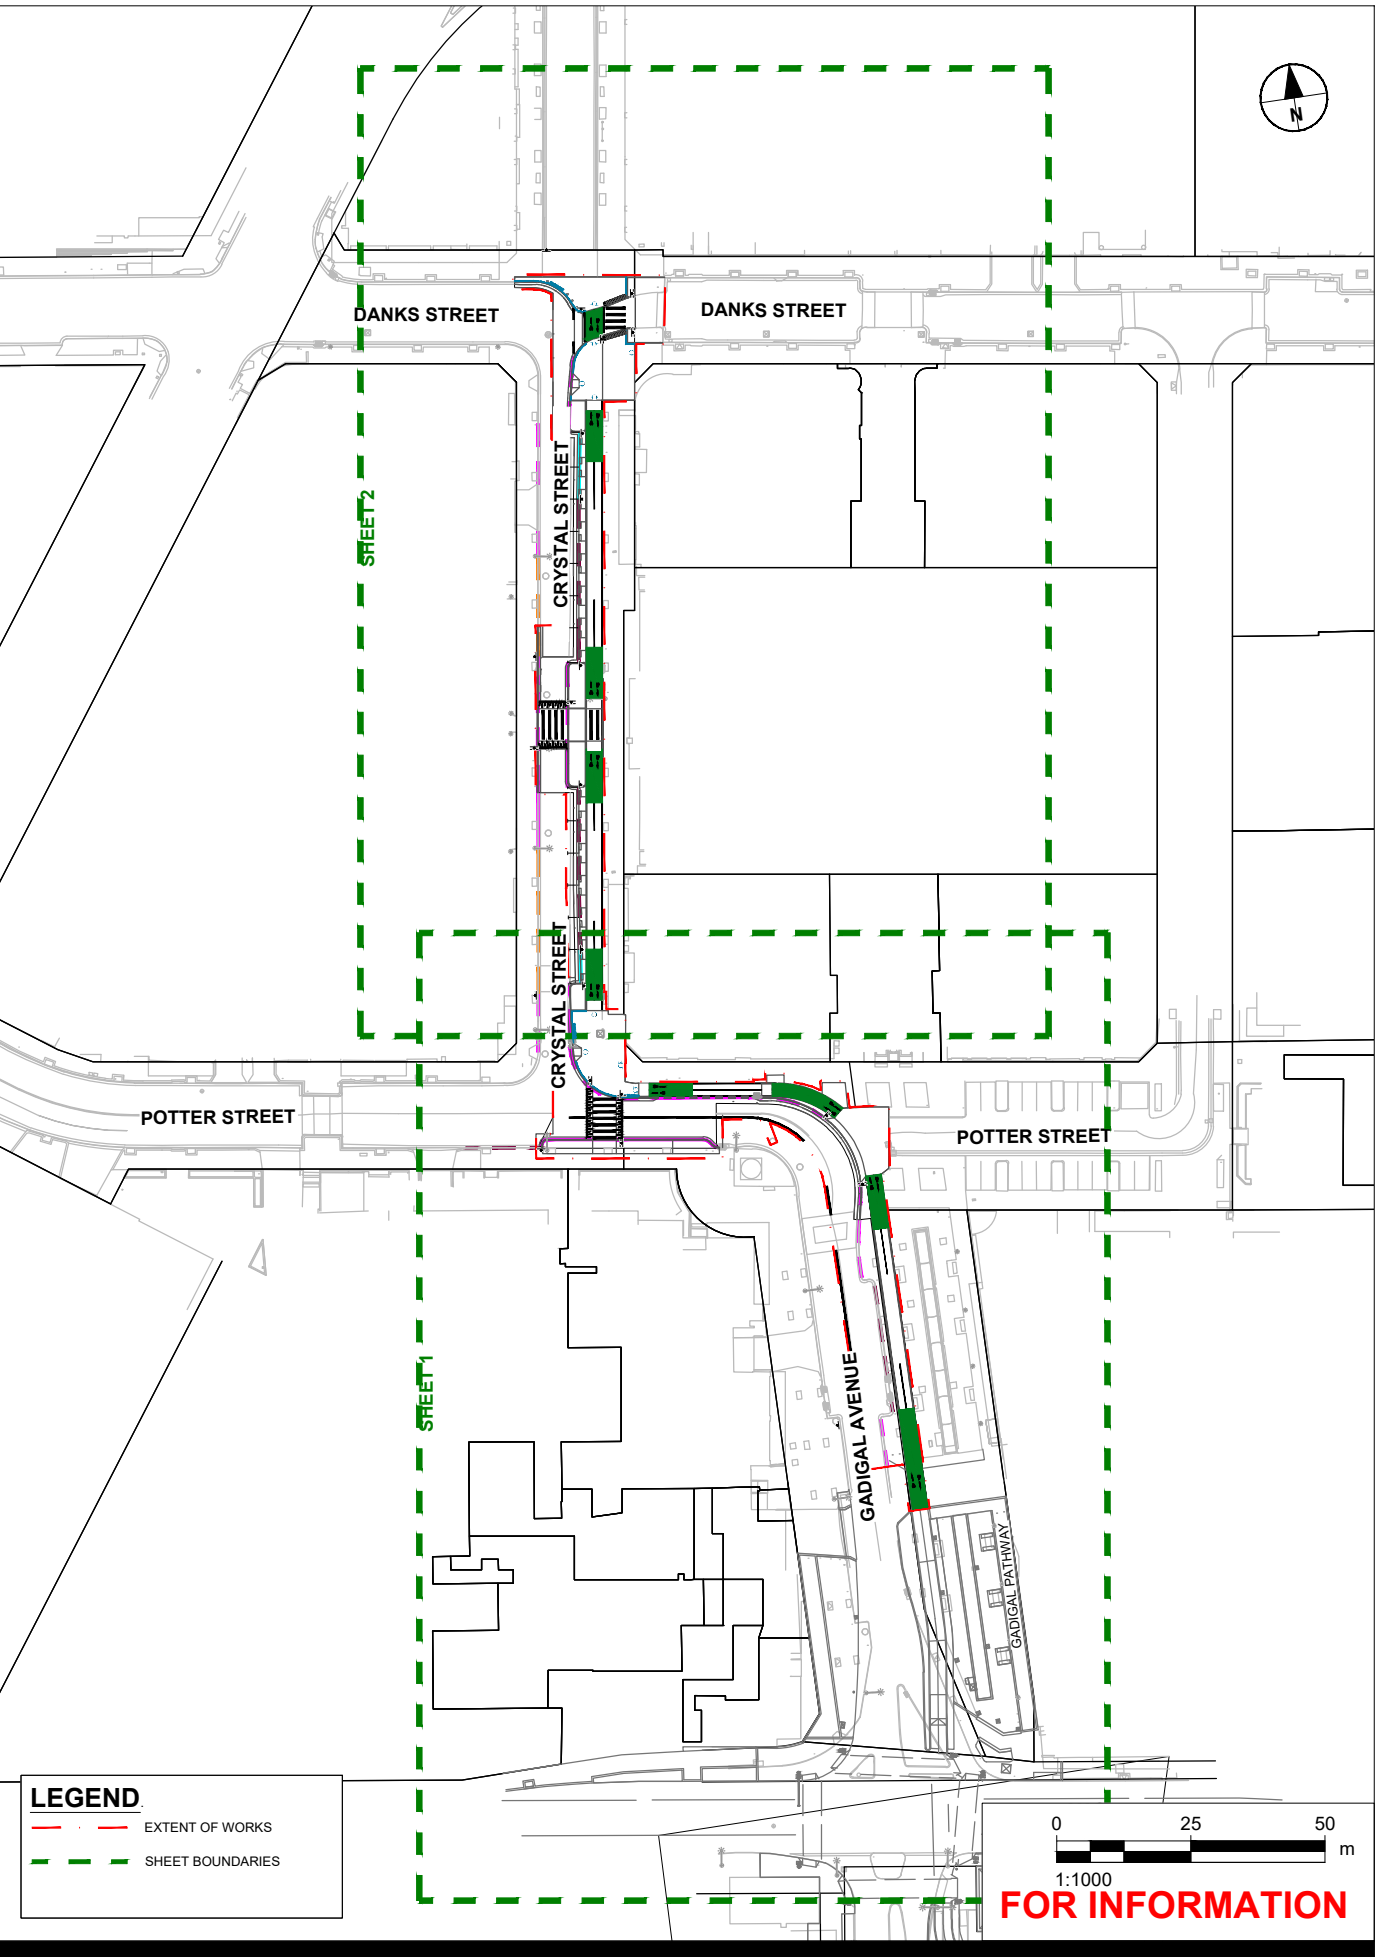 N
DANKS STREET
DANKS STREET
CRYSTAL STREET
SHEET 2
CRYSTAL STREET
POTTER STREET
POTTER STREET
SHEET 1
GADIGAL AVENUE
GADIGAL PATHWAY
LEGEND
EXTENT OF WORKS
SHEET BOUNDARIES
0 25 50
m
1:1000
FOR INFORMATION